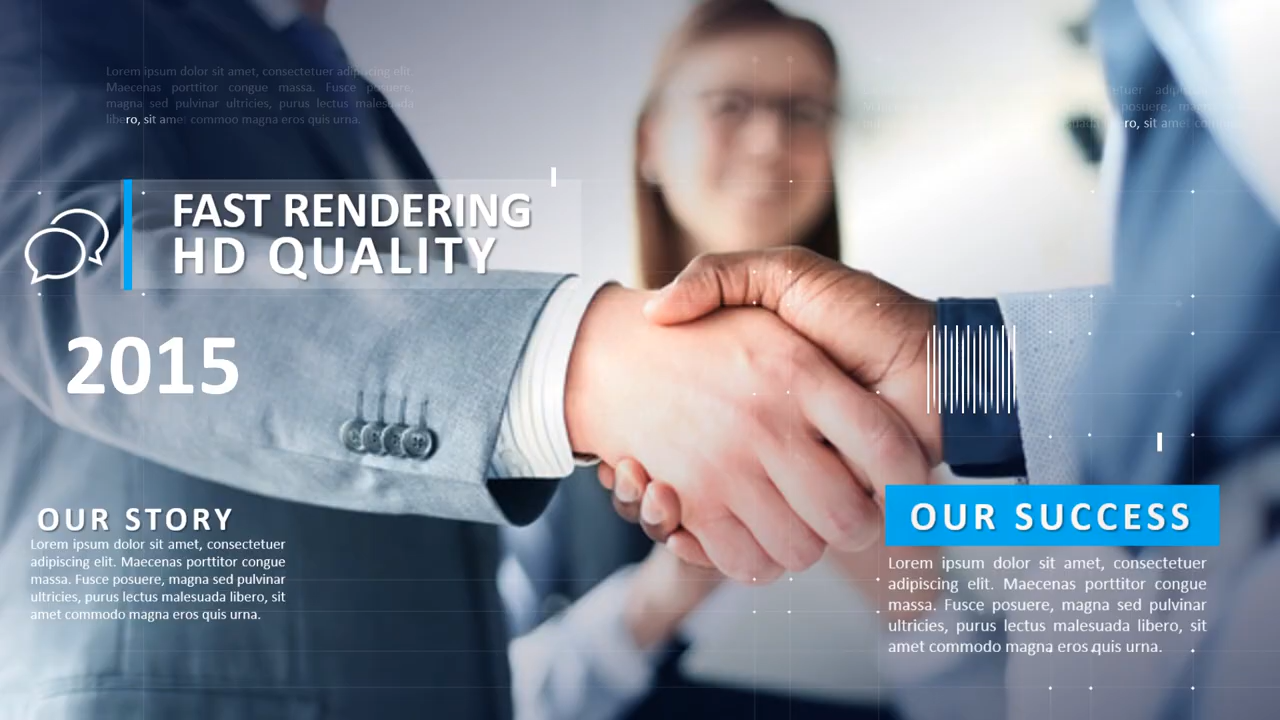 Lorem ipsum dolor sit amet, consectetuer adipiscing elit.
Maecenas porttitor congue massa. Fusce posuere,
magna sed pulvinar ultricies, purus lectus malesuada
libero, sit amet commodo magna eros quis urna.
posuere,
ro, sit amet
FAST RENDERING
HD QUALITY
2015
OUR STORY
Lorem ipsum dolor sit amet, consectetuer
adipiscing elit. Maecenas porttitor congue
massa. Fusce posuere, magna sed pulvinar
ultricies, purus lectus malesuada libero, sit
amet commodo magna eros quis urna.
OUR SUCCESS
Lorem ipsum dolor sit amet, consectetuer
adipiscing elit. Maecenas porttitor congue
massa. Fusce posuere, magna sed pulvinar
ultricies, purus lectus malesuada libero, sit
amet commodo magna eros quis urna.